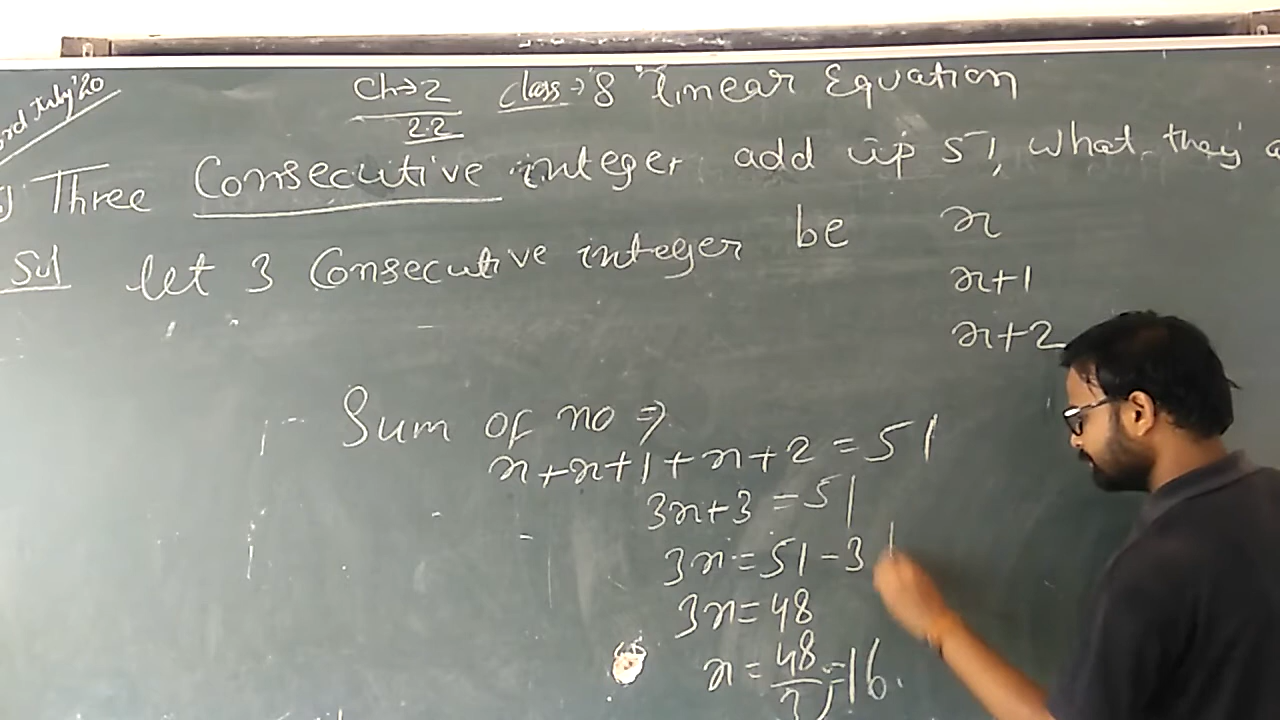 3rd July'20
Ch→2 Class→8 linear Equation
2.2
Three Consecutive integer add up 51, what they a
Sol let 3 Consecutive integer be x
x+1
x+2
Sum of no ⇒
x+x+1+x+2=51
3x+3=51
3x=51-3
3x=48
x=48/3=16.